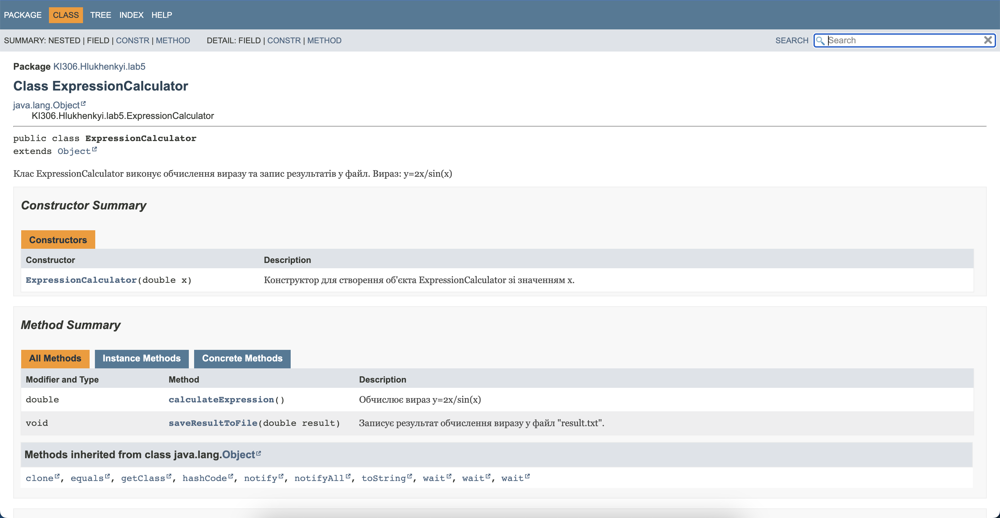 PACKAGE CLASS TREE INDEX HELP
SUMMARY: NESTED | FIELD | CONSTR | METHOD DETAIL: FIELD | CONSTR | METHOD SEARCH Search
Package KI306.Hlukhenkyi.lab5
Class ExpressionCalculator
java.lang.Object
KI306.Hlukhenkyi.lab5.ExpressionCalculator
public class ExpressionCalculator
extends Object
Клас ExpressionCalculator виконує обчислення виразу та запис результатів у файл. Вираз: y=2x/sin(x)
Constructor Summary
Constructors
Constructor Description
ExpressionCalculator(double x) Конструктор для створення об'єкта ExpressionCalculator зі значенням x.
Method Summary
All Methods Instance Methods Concrete Methods
Modifier and Type Method Description
double calculateExpression() Обчислює вираз y=2x/sin(x)
void saveResultToFile(double result) Записує результат обчислення виразу у файл "result.txt".
Methods inherited from class java.lang.Object
clone, equals, getClass, hashCode, notify, notifyAll, toString, wait, wait, wait